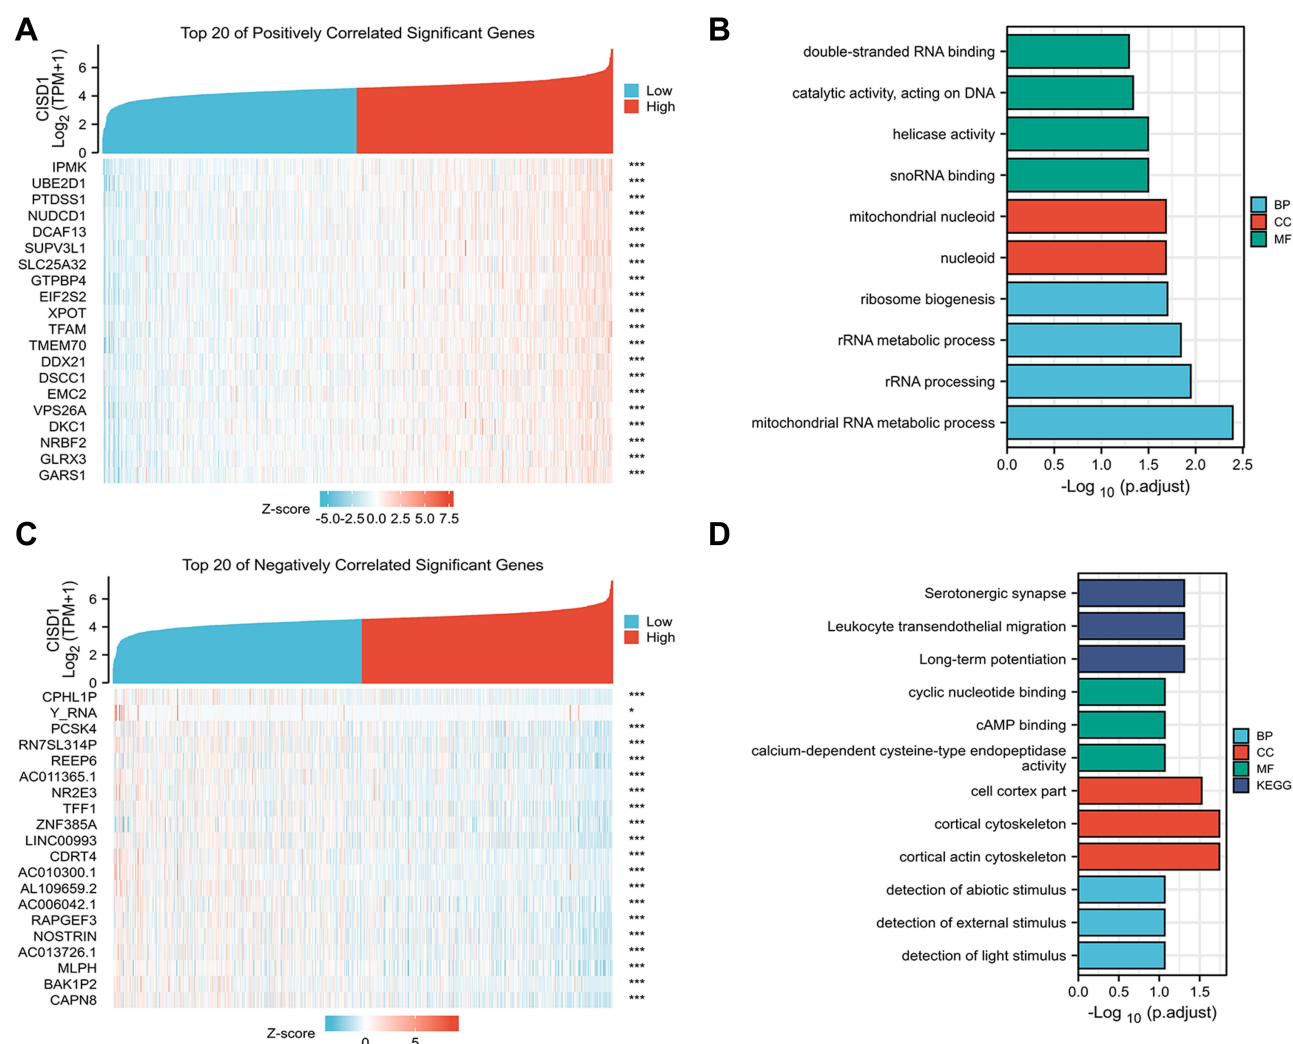 A
Top 20 of Positively Correlated Significant Genes
CISD1
Log2 (TPM+1)
6
4
2
0
Low
High
IPMK ***
UBE2D1 ***
PTDSS1 ***
NUDCD1 ***
DCAF13 ***
SUPV3L1 ***
SLC25A32 ***
GTPBP4 ***
EIF2S2 ***
XPOT ***
TFAM ***
TMEM70 ***
DDX21 ***
DSCC1 ***
EMC2 ***
VPS26A ***
DKC1 ***
NRBF2 ***
GLRX3 ***
GARS1 ***
Z-score
-5.0 -2.5 0.0 2.5 5.0 7.5
B
double-stranded RNA binding
catalytic activity, acting on DNA
helicase activity
snoRNA binding
mitochondrial nucleoid
nucleoid
ribosome biogenesis
rRNA metabolic process
rRNA processing
mitochondrial RNA metabolic process
0.0 0.5 1.0 1.5 2.0 2.5
-Log 10 (p.adjust)
BP
CC
MF
C
Top 20 of Negatively Correlated Significant Genes
CISD1
Log2 (TPM+1)
6
4
2
0
Low
High
CPHL1P ***
Y_RNA *
PCSK4 ***
RN7SL314P ***
REEP6 ***
AC011365.1 ***
NR2E3 ***
TFF1 ***
ZNF385A ***
LINC00993 ***
CDRT4 ***
AC010300.1 ***
AL109659.2 ***
AC006042.1 ***
RAPGEF3 ***
NOSTRIN ***
AC013726.1 ***
MLPH ***
BAK1P2 ***
CAPN8 ***
Z-score
0 5
D
Serotonergic synapse
Leukocyte transendothelial migration
Long-term potentiation
cyclic nucleotide binding
cAMP binding
calcium-dependent cysteine-type endopeptidase
activity
cell cortex part
cortical cytoskeleton
cortical actin cytoskeleton
detection of abiotic stimulus
detection of external stimulus
detection of light stimulus
0.0 0.5 1.0 1.5
-Log 10 (p.adjust)
BP
CC
MF
KEGG